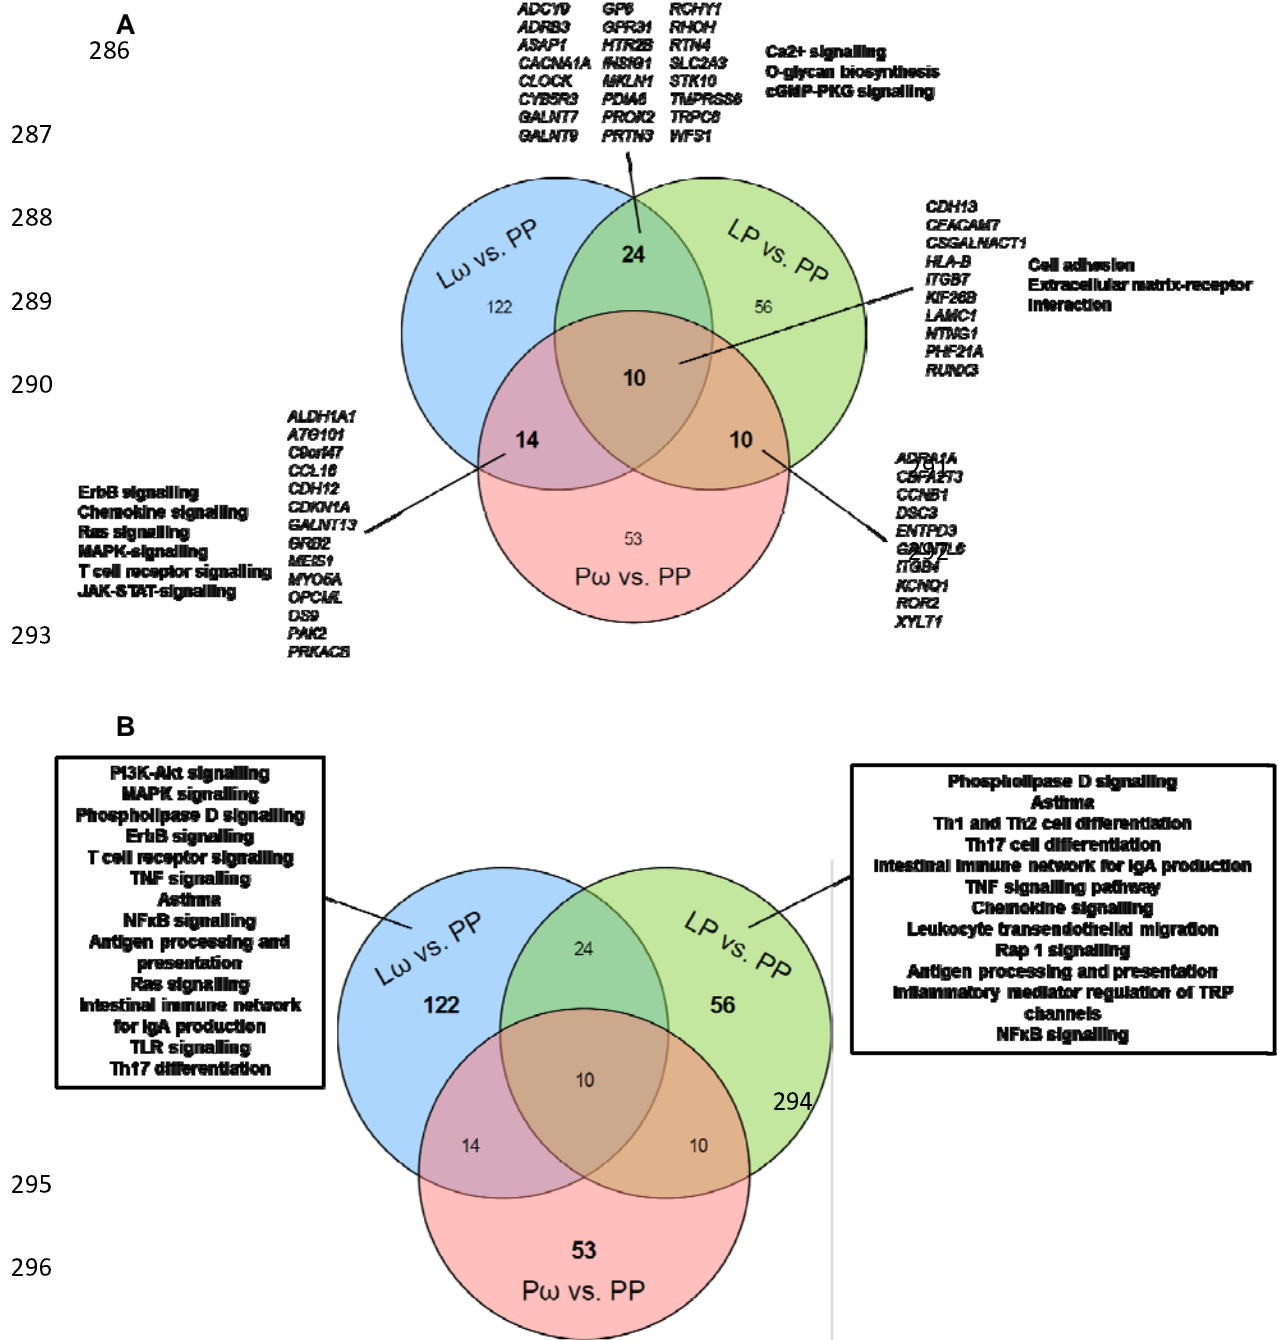 A
286
ADCY9 GP6 RCHY1
ADRB3 GPR31 RHOH
ASAP1 HTR2B RTN4
CACNA1A INSIG1 SLC2A3
CLOCK MKLN1 STK10
CYB5R3 PDIA6 TMPRSS6
GALNT7 PROK2 TRPC6
GALNT9 PRTN3 WFS1
Ca2+ signalling
O-glycan biosynthesis
cGMP-PKG signalling
287
288
289
290
293
Lω vs. PP
122
24
LP vs. PP
56
10
14
10
53
Pω vs. PP
CDH13
CEACAM7
CSGALNACT1
HLA-B
ITGB7
KIF26B
LAMC1
NTNG1
PHF21A
RUNX3
Cell adhesion
Extracellular matrix-receptor
interaction
ALDH1A1
ATG101
C9orf47
CCL16
CDH12
CDKN1A
GALNT13
GRB2
MEIS1
MYO5A
OPCML
OS9
PAK2
PRKACB
ErbB signalling
Chemokine signalling
Ras signalling
MAPK-signalling
T cell receptor signalling
JAK-STAT-signalling
ADRA1A
291
CBFA2T3
CCNB1
DSC3
ENTPD3
GALNTL6
292
ITGB4
KCNQ1
ROR2
XYLT1
B
PI3K-Akt signalling
MAPK signalling
Phospholipase D signalling
ErbB signalling
T cell receptor signalling
TNF signalling
Asthma
NFκB signalling
Antigen processing and
presentation
Ras signalling
Intestinal immune network
for IgA production
TLR signalling
Th17 differentiation
Phospholipase D signalling
Asthma
Th1 and Th2 cell differentiation
Th17 cell differentiation
Intestinal immune network for IgA production
TNF signalling pathway
Chemokine signalling
Leukocyte transendothelial migration
Rap 1 signalling
Antigen processing and presentation
Inflammatory mediator regulation of TRP
channels
NFκB signalling
Lω vs. PP
122
24
LP vs. PP
56
10
294
14
10
53
Pω vs. PP
295
296